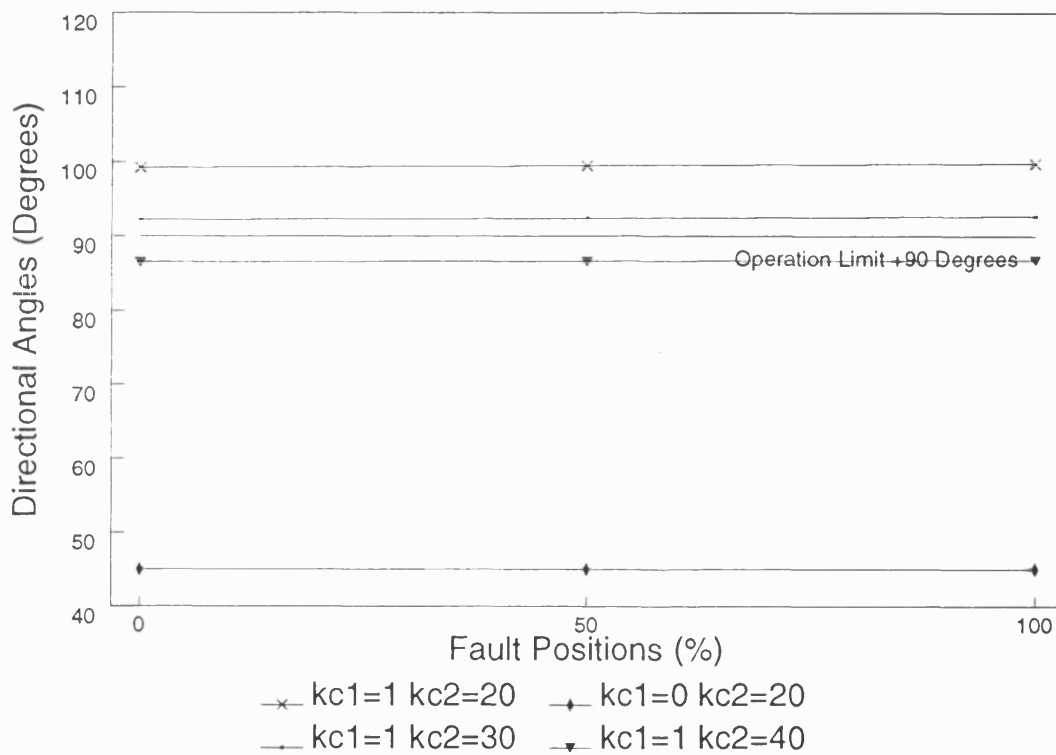 120
110
100
90
80
70
60
50
40
Directional Angles (Degrees)
Operation Limit +90 Degrees
0 50 100
Fault Positions (%)
kc1=1 kc2=20 kc1=0 kc2=20
kc1=1 kc2=30 kc1=1 kc2=40